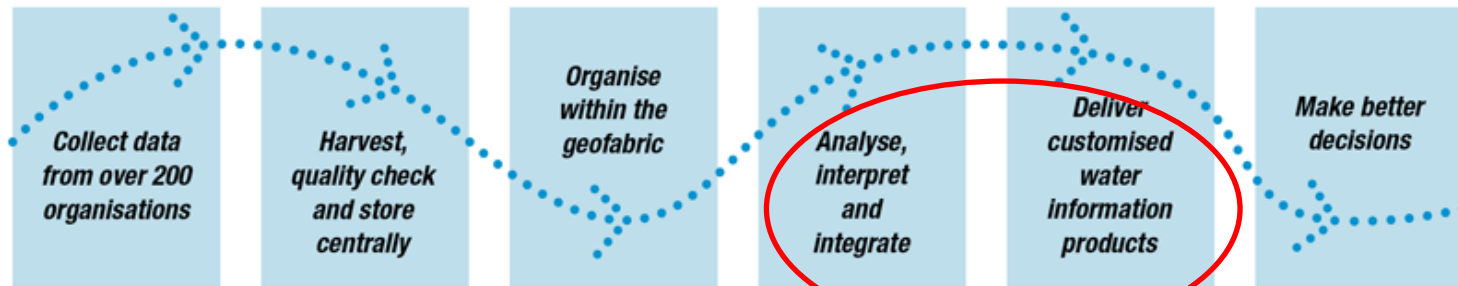 Collect data
from over 200
organisations
Harvest,
quality check
and store
centrally
Organise
within the
geofabric
Analyse,
interpret
and
integrate
Deliver
customised
water
information
products
Make better
decisions